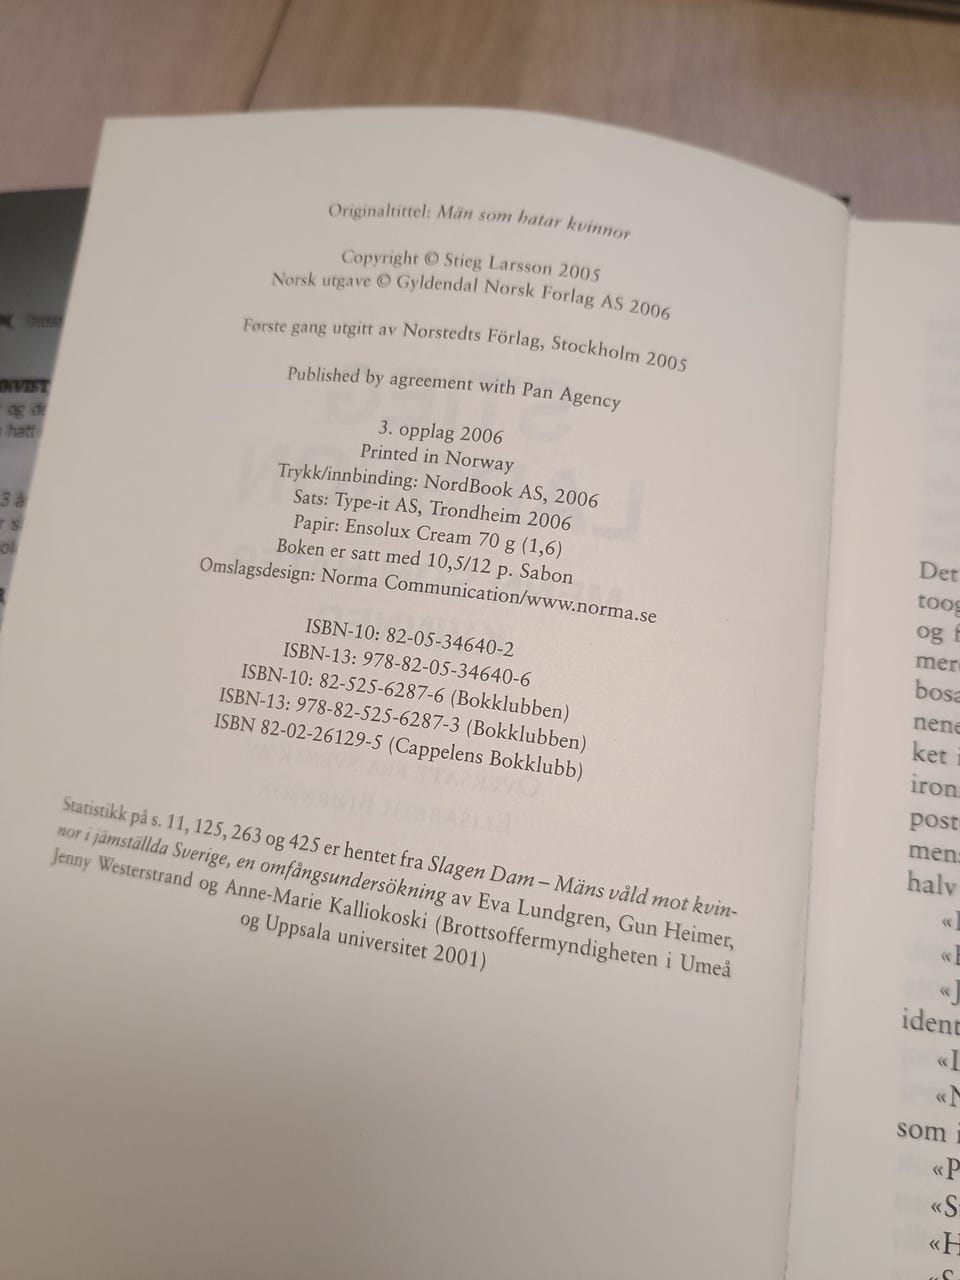 Originaltittel: Män som hatar kvinnor
Copyright © Stieg Larsson 2005
Norsk utgave © Gyldendal Norsk Forlag AS 2006
Første gang utgitt av Norstedts Förlag, Stockholm 2005
Published by agreement with Pan Agency
3. opplag 2006
Printed in Norway
Trykk/innbinding: NordBook AS, 2006
Sats: Type-it AS, Trondheim 2006
Papir: Ensolux Cream 70 g (1,6)
Boken er satt med 10,5/12 p. Sabon
Omslagsdesign: Norma Communication/www.norma.se
ISBN-10: 82-05-34640-2
ISBN-13: 978-82-05-34640-6
ISBN-10: 82-525-6287-6 (Bokklubben)
ISBN-13: 978-82-525-6287-3 (Bokklubben)
ISBN 82-02-26129-5 (Cappelens Bokklubb)
Statistikk på s. 11, 125, 263 og 425 er hentet fra Slagen Dam – Mäns våld mot kvin-
nor i jämställda Sverige, en omfångsundersökning av Eva Lundgren, Gun Heimer,
Jenny Westerstrand og Anne-Marie Kalliokoski (Brottsoffermyndigheten i Umeå
og Uppsala universitet 2001)
Det
toog
og f
mer
bosa
nene
ket i
iron
post
mens
halv
«J
ident
«I
«N
som i
«P
«S
«H